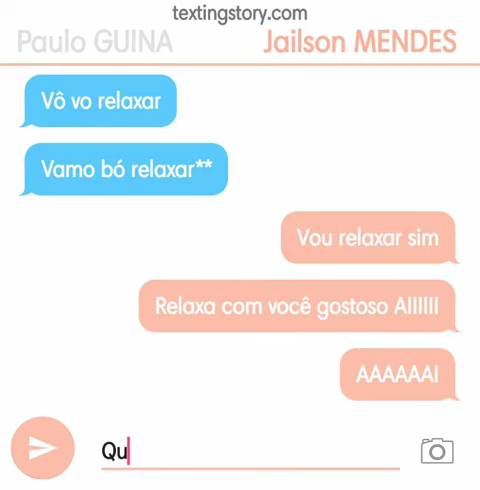 textingstory.com
Paulo GUINA
Jailson MENDES
Vô vo relaxar
Vamo bó relaxar**
Vou relaxar sim
Relaxa com você gostoso AIIIIII
AAAAAAI
Qu